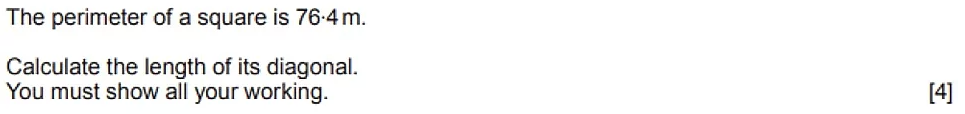 The perimeter of a square is 76·4 m.
Calculate the length of its diagonal.
You must show all your working. [4]